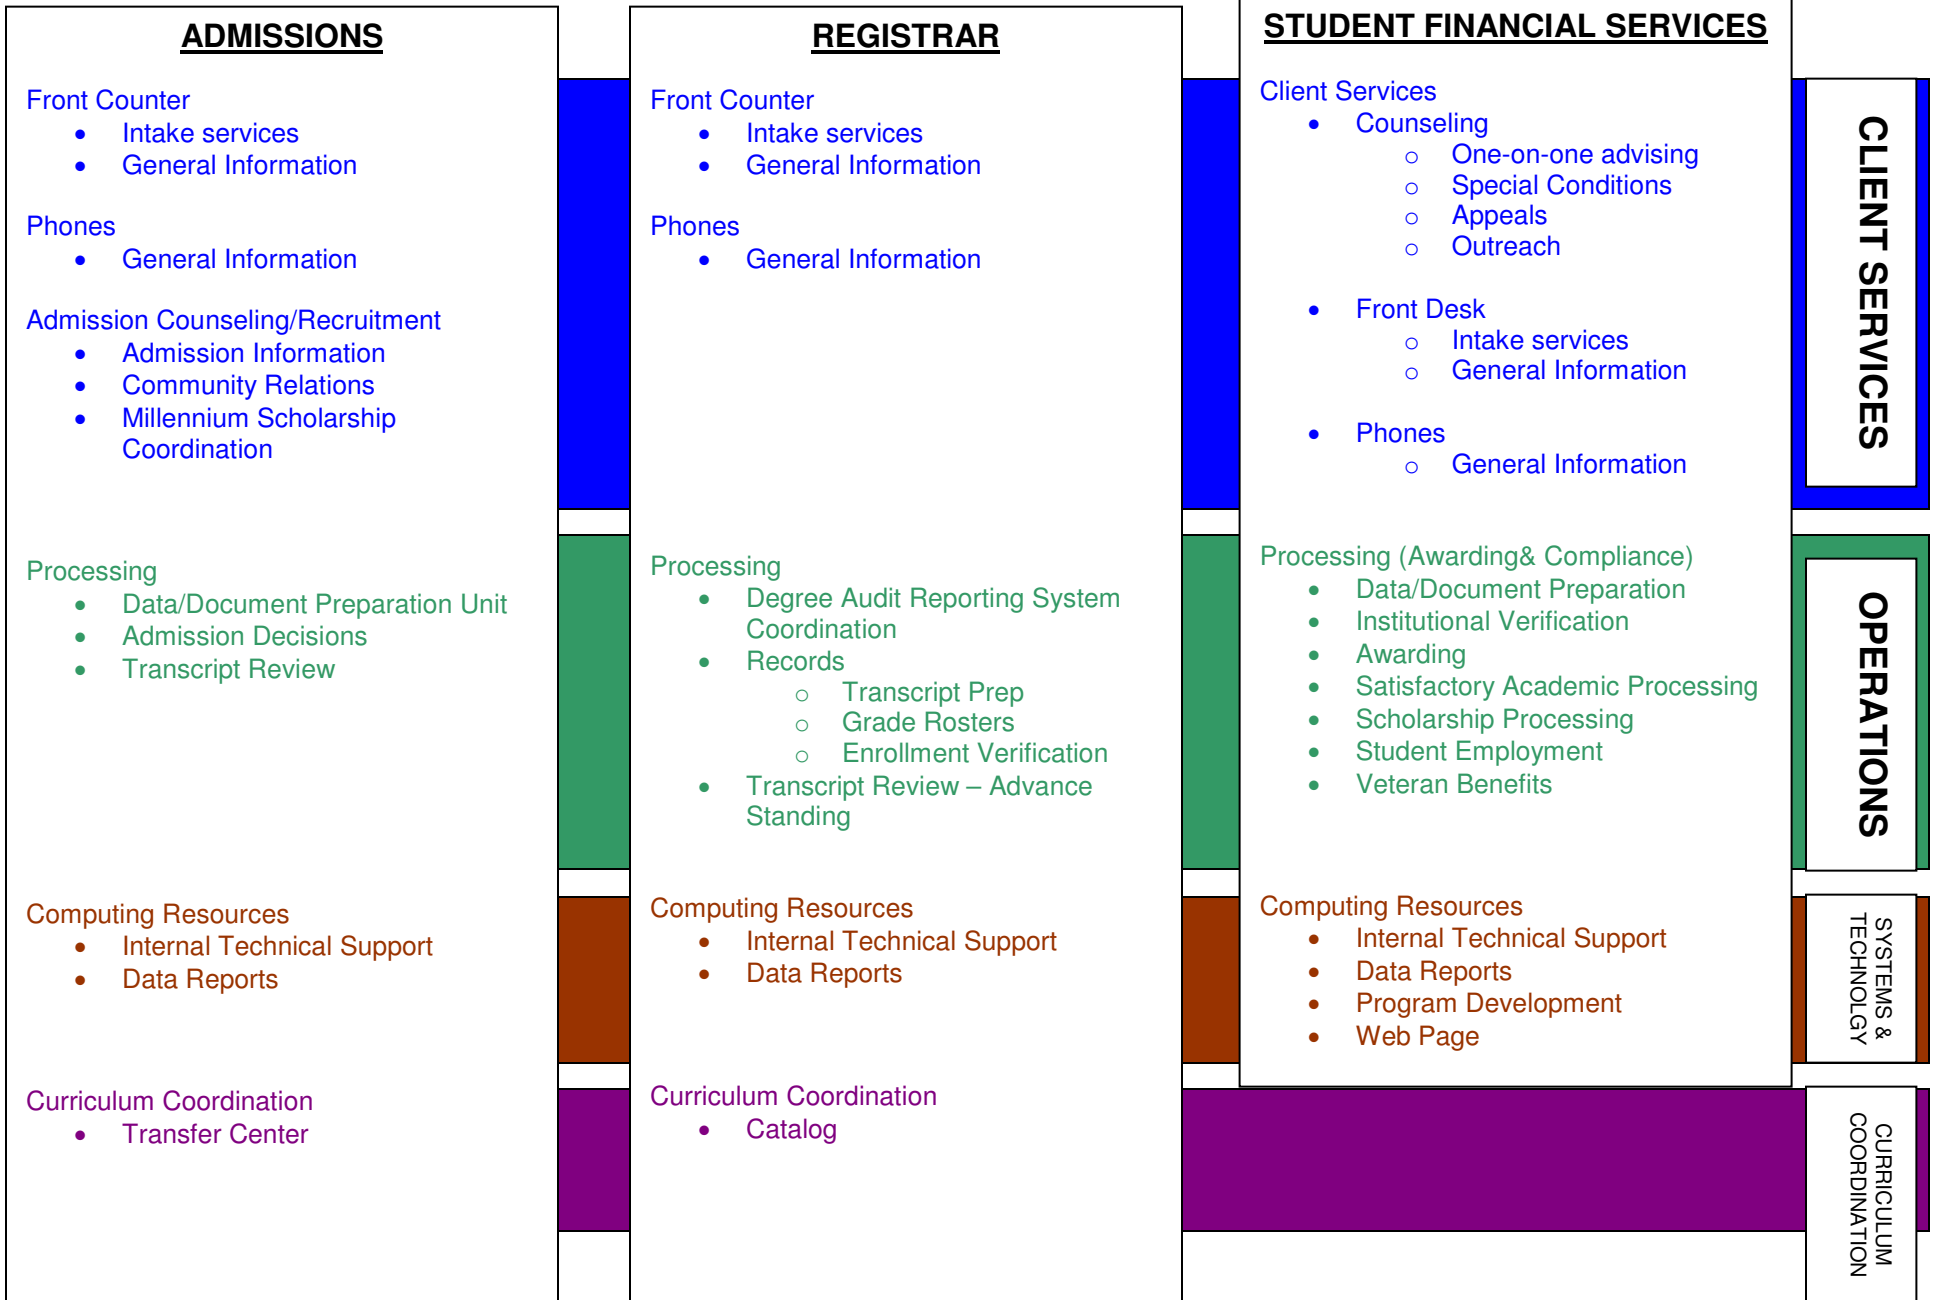 ADMISSIONS
Front Counter
• Intake services
• General Information
Phones
• General Information
Admission Counseling/Recruitment
• Admission Information
• Community Relations
• Millennium Scholarship
Coordination
Processing
• Data/Document Preparation Unit
• Admission Decisions
• Transcript Review
Computing Resources
• Internal Technical Support
• Data Reports
Curriculum Coordination
• Transfer Center
REGISTRAR
Front Counter
• Intake services
• General Information
Phones
• General Information
Processing
• Degree Audit Reporting System
Coordination
• Records
o Transcript Prep
o Grade Rosters
o Enrollment Verification
• Transcript Review – Advance
Standing
Computing Resources
• Internal Technical Support
• Data Reports
Curriculum Coordination
• Catalog
STUDENT FINANCIAL SERVICES
Client Services
• Counseling
o One-on-one advising
o Special Conditions
o Appeals
o Outreach
• Front Desk
o Intake services
o General Information
• Phones
o General Information
Processing (Awarding& Compliance)
• Data/Document Preparation
• Institutional Verification
• Awarding
• Satisfactory Academic Processing
• Scholarship Processing
• Student Employment
• Veteran Benefits
Computing Resources
• Internal Technical Support
• Data Reports
• Program Development
• Web Page
CLIENT SERVICES
OPERATIONS
SYSTEMS &
TECHNOLGY
CURRICULUM
COORDINATION